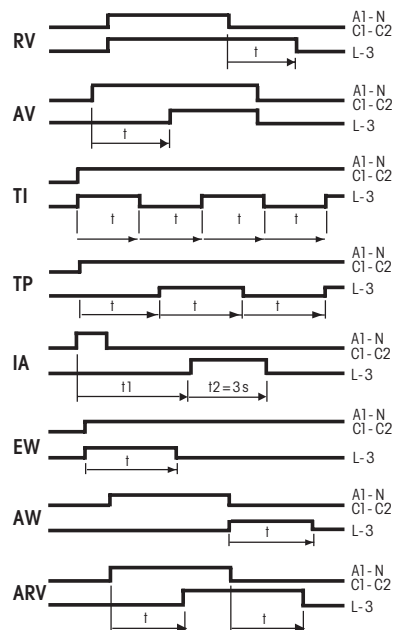 A1-N
RV
C1-C2
t
L-3
A1-N
AV
C1-C2
L-3
t
A1-N
C1-C2
TI
L-3
t t t t
A1-N
C1-C2
TP
L-3
t t t
A1-N
C1-C2
IA
L-3
t1 t2=3s
A1-N
C1-C2
EW
t
L-3
A1-N
C1-C2
AW
L-3
t
A1-N
C1-C2
ARV
L-3
t t